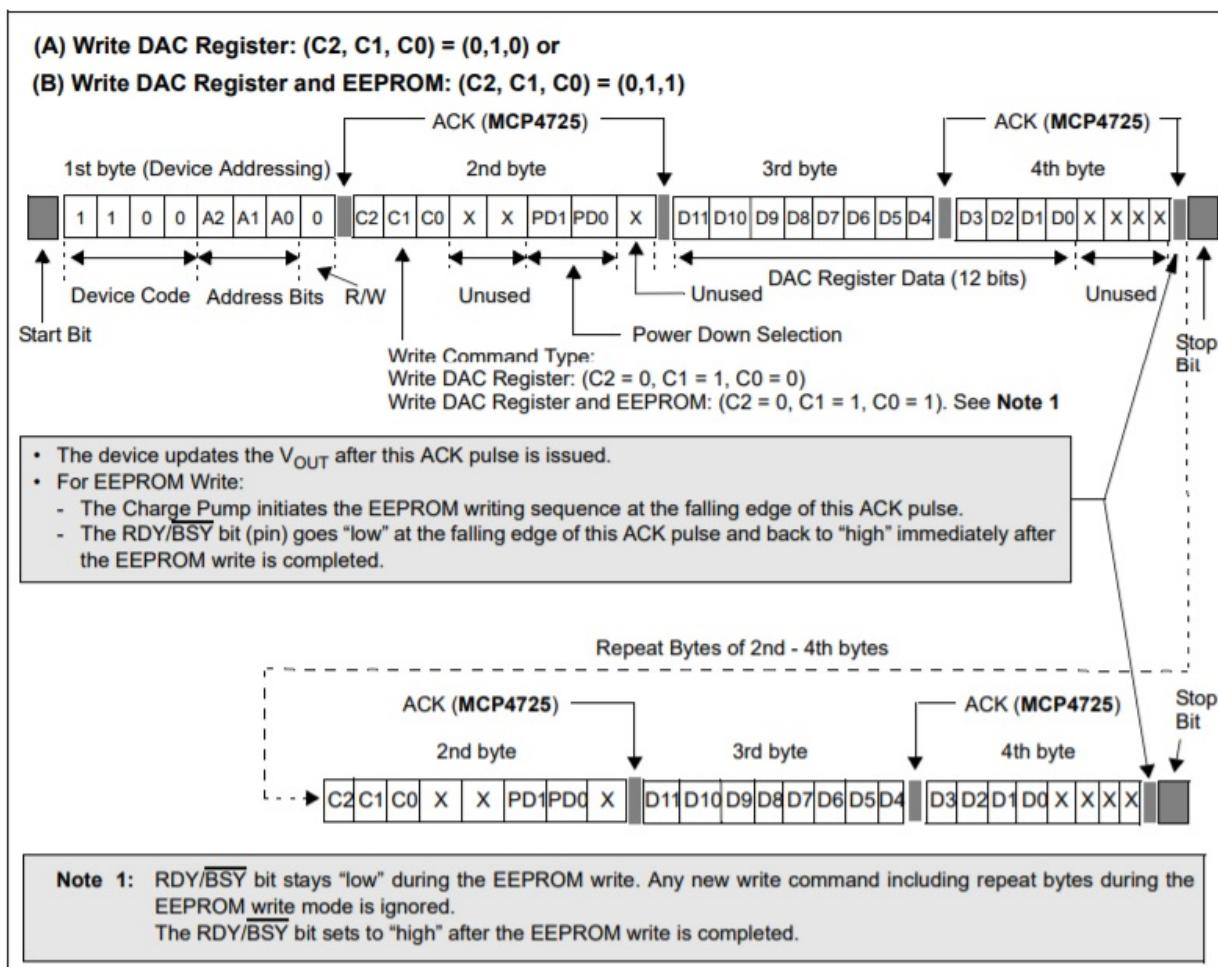 (A) Write DAC Register: (C2, C1, C0) = (0,1,0) or
(B) Write DAC Register and EEPROM: (C2, C1, C0) = (0,1,1)
ACK (MCP4725) ACK (MCP4725)
1st byte (Device Addressing) 2nd byte 3rd byte 4th byte
1 1 0 0 A2 A1 A0 0 C2 C1 C0 X X PD1 PD0 X D11 D10 D9 D8 D7 D6 D5 D4 D3 D2 D1 D0 X X X X
Device Code Address Bits R/W Unused Unused DAC Register Data (12 bits) Unused
Start Bit Power Down Selection Stop Bit
Write Command Type:
Write DAC Register: (C2 = 0, C1 = 1, C0 = 0)
Write DAC Register and EEPROM: (C2 = 0, C1 = 1, C0 = 1). See Note 1
• The device updates the VOUT after this ACK pulse is issued.
• For EEPROM Write:
- The Charge Pump initiates the EEPROM writing sequence at the falling edge of this ACK pulse.
- The RDY/BSY bit (pin) goes “low” at the falling edge of this ACK pulse and back to “high” immediately after
the EEPROM write is completed.
Repeat Bytes of 2nd - 4th bytes
ACK (MCP4725) ACK (MCP4725) Stop Bit
2nd byte 3rd byte 4th byte
C2 C1 C0 X X PD1 PD0 X D11 D10 D9 D8 D7 D6 D5 D4 D3 D2 D1 D0 X X X X
Note 1: RDY/BSY bit stays “low” during the EEPROM write. Any new write command including repeat bytes during the
EEPROM write mode is ignored.
The RDY/BSY bit sets to “high” after the EEPROM write is completed.